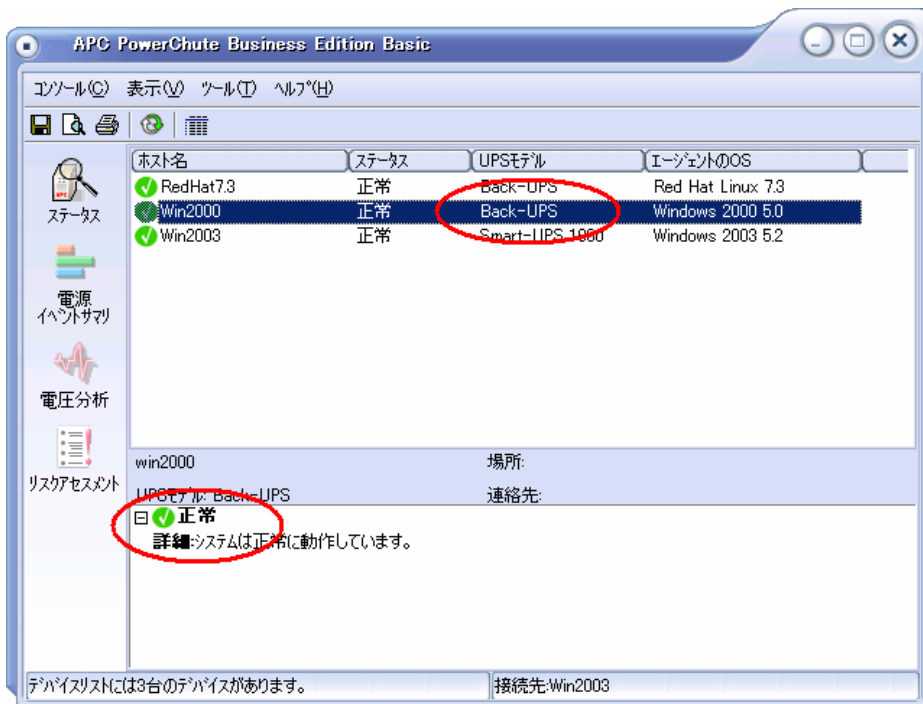 APC PowerChute Business Edition Basic
コンソール(C) 表示(V) ツール(T) ヘルプ(H)
ホスト名 ステータス UPSモデル エージェントのOS
RedHat7.3 正常 Back-UPS Red Hat Linux 7.3
Win2000 正常 Back-UPS Windows 2000 5.0
Win2003 正常 Smart-UPS 1000 Windows 2003 5.2
ステータス
電源
イベントサマリ
電圧分析
リスクアセスメント
win2000 場所:
UPSモデル: Back-UPS 連絡先:
正常
詳細:システムは正常に動作しています。
デバイスリストには3台のデバイスがあります。 接続先:Win2003